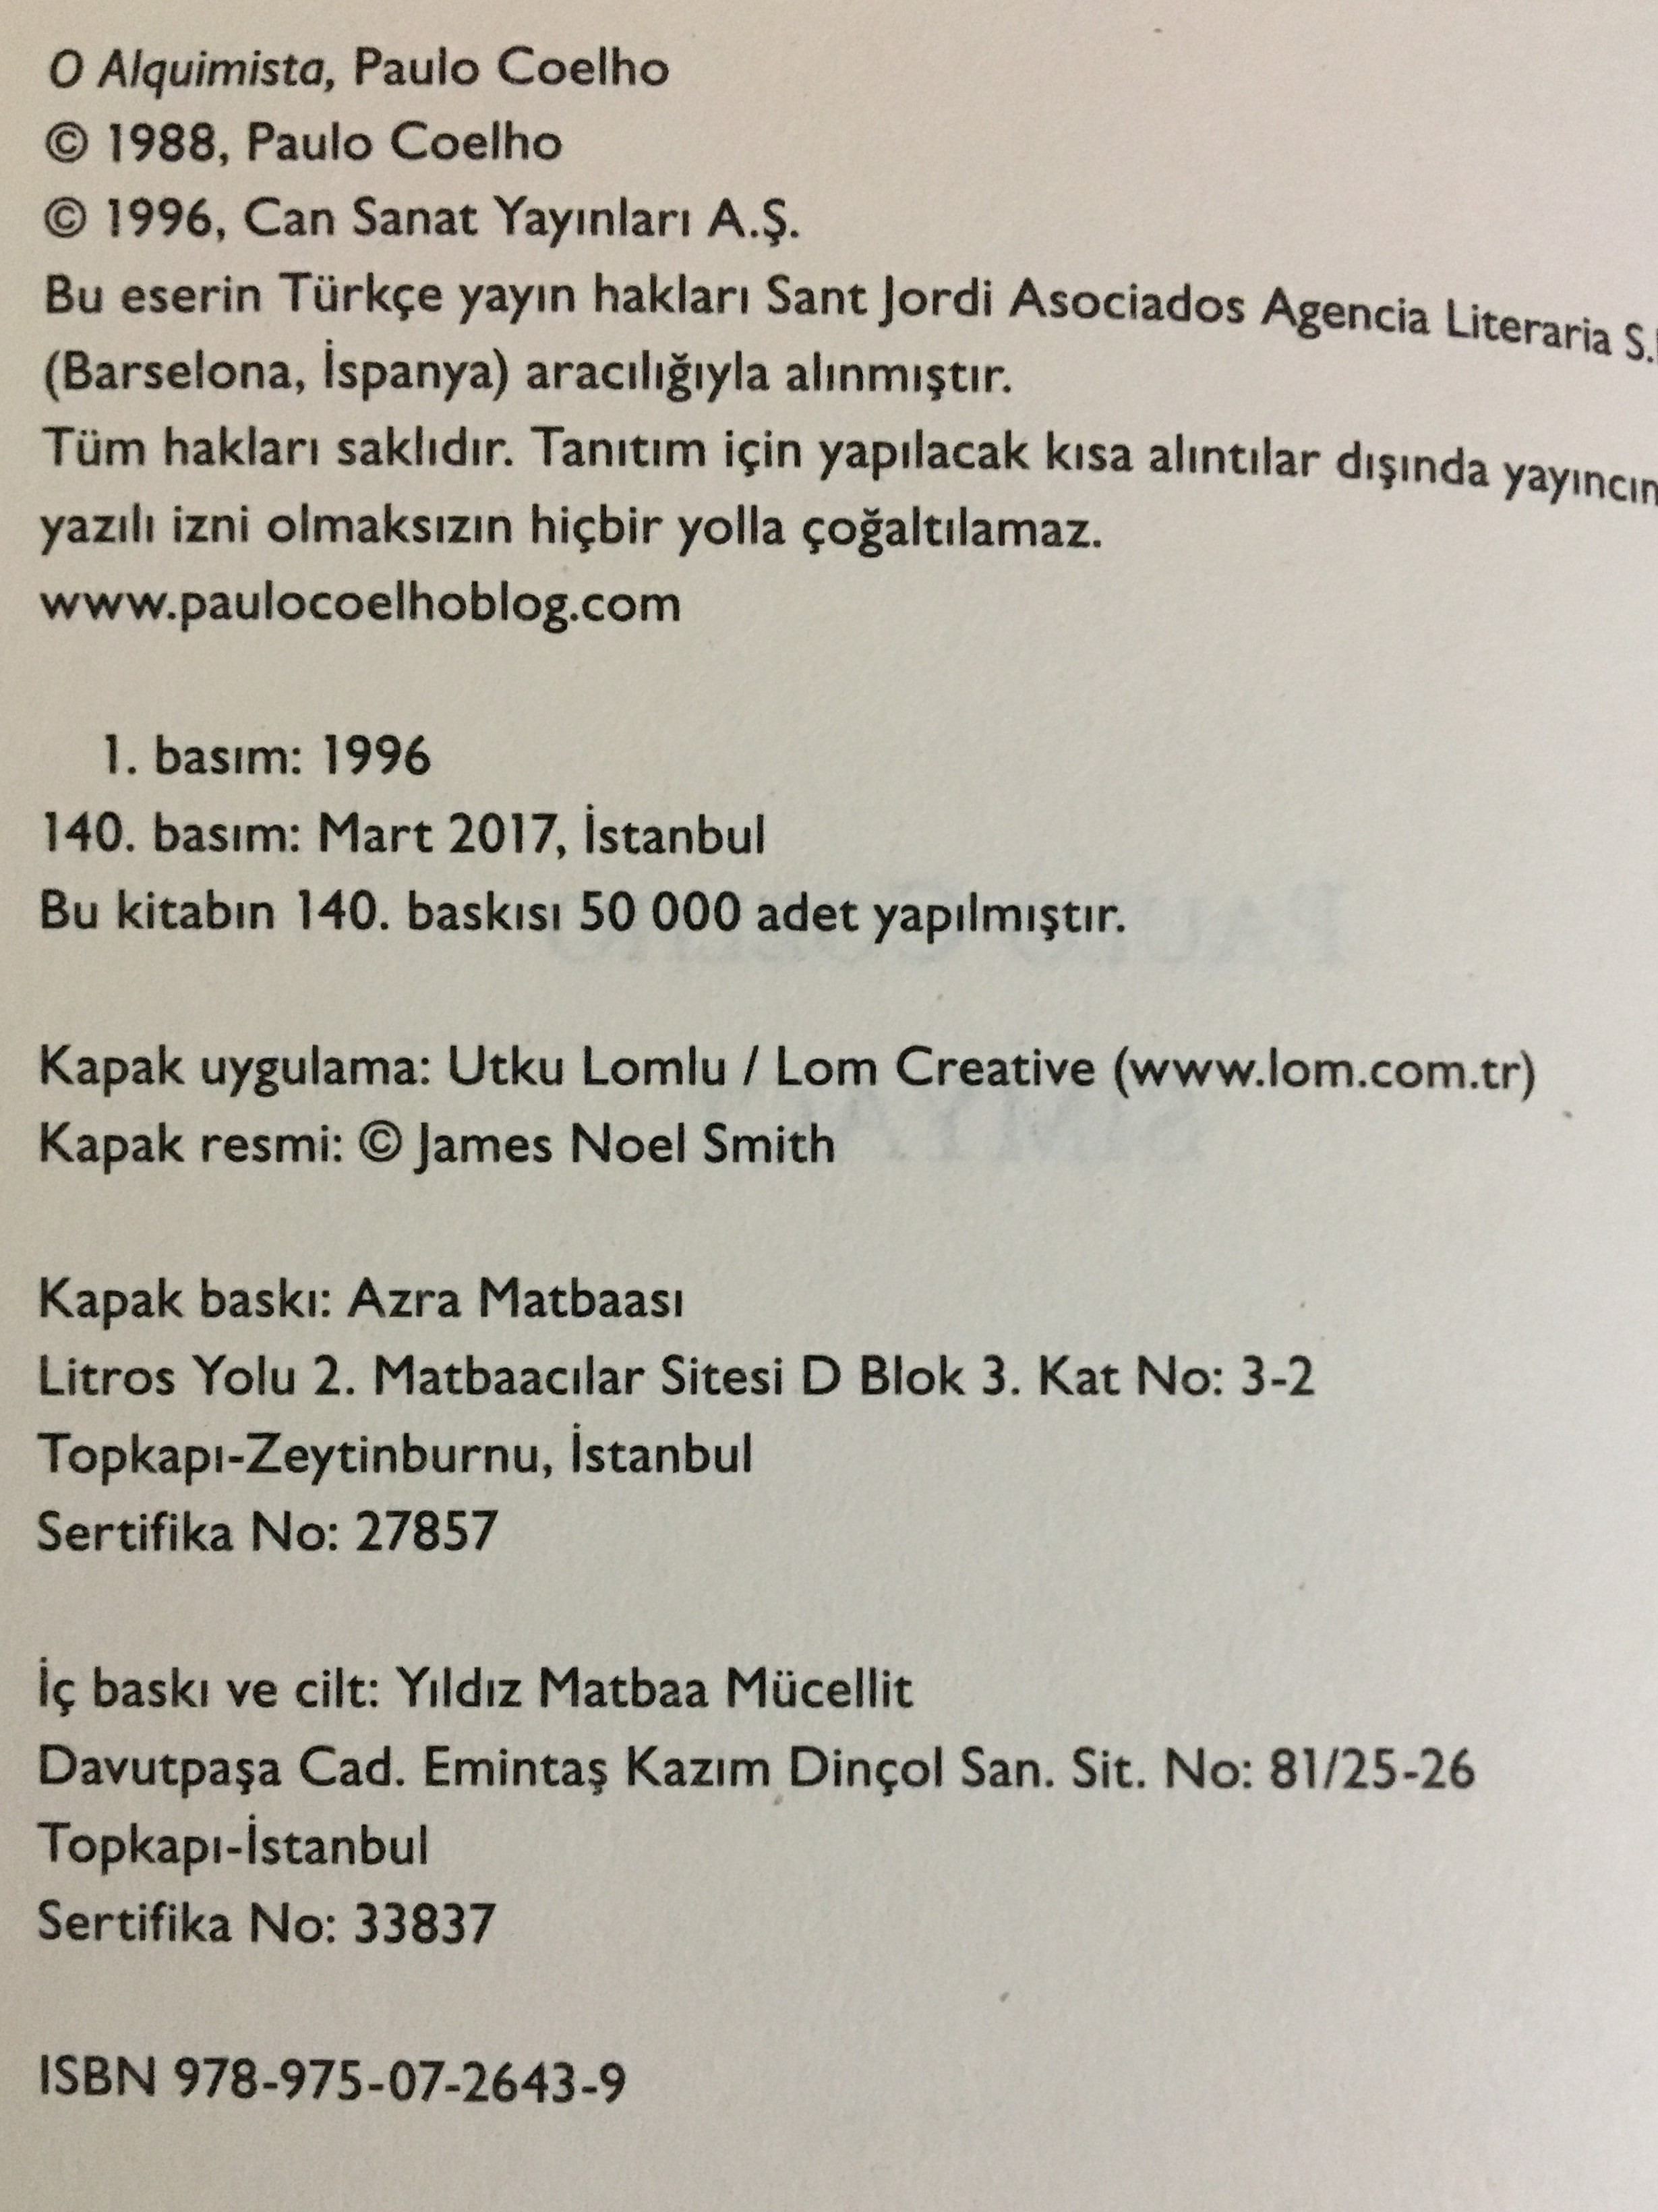 O Alquimista, Paulo Coelho
© 1988, Paulo Coelho
© 1996, Can Sanat Yayınları A.Ş.
Bu eserin Türkçe yayın hakları Sant Jordi Asociados Agencia Literaria
(Barselona, İspanya) aracılığıyla alınmıştır.
Tüm hakları saklıdır. Tanıtım için yapılacak kısa alıntılar dışında
yazılı izni olmaksızın hiçbir yolla çoğaltılamaz.
www.paulocoelhoblog.com
1. basım: 1996
140. basım: Mart 2017, İstanbul
Bu kitabın 140. baskısı 50 000 adet yapılmıştır.
Kapak uygulama: Utku Lomlu / Lom Creative (www.lom.com.tr)
Kapak resmi: © James Noel Smith
Kapak baskı: Azra Matbaası
Litros Yolu 2. Matbaacılar Sitesi D Blok 3. Kat No: 3-2
Topkapı-Zeytinburnu, İstanbul
Sertifika No: 27857
İç baskı ve cilt: Yıldız Matbaa Mücellit
Davutpaşa Cad. Emintaş Kazım Dinçol San. Sit. No: 81/25-26
Topkapı-İstanbul
Sertifika No: 33837
ISBN 978-975-07-2643-9